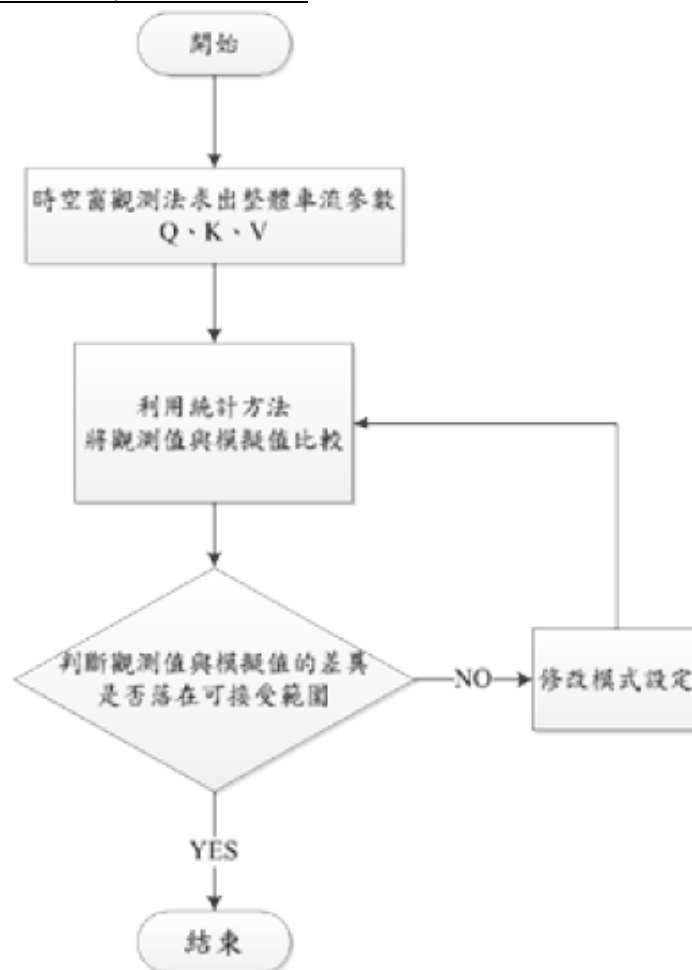 開始
時空窗觀測法求出整體車流參數
Q、K、V
利用統計方法
將觀測值與模擬值比較
判斷觀測值與模擬值的差異
是否落在可接受範圍
NO
修改模式設定
YES
結束